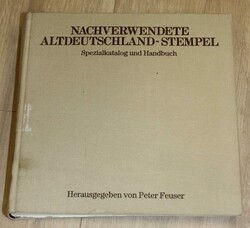 NACHVERWENDETE
ALTDEUTSCHLAND-STEMPEL
Spezialkatalog und Handbuch
Herausgegeben von Peter Feuser